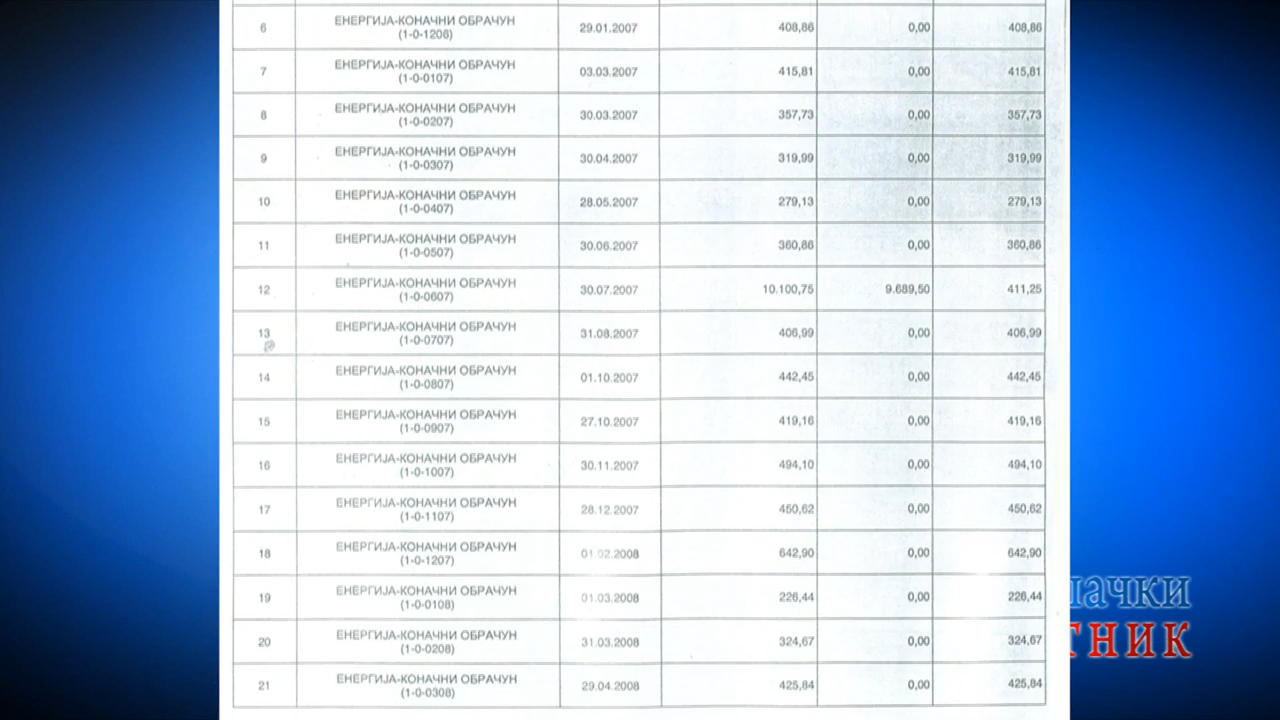 6 ЕНЕРГИЈА-КОНАЧНИ ОБРАЧУН 29.01.2007 408,86 0,00 408,86
(1-0-1206)
7 ЕНЕРГИЈА-КОНАЧНИ ОБРАЧУН 03.03.2007 415,81 0,00 415,81
(1-0-0107)
8 ЕНЕРГИЈА-КОНАЧНИ ОБРАЧУН 30.03.2007 357,73 0,00 357,73
(1-0-0207)
9 ЕНЕРГИЈА-КОНАЧНИ ОБРАЧУН 30.04.2007 319,99 0,00 319,99
(1-0-0307)
10 ЕНЕРГИЈА-КОНАЧНИ ОБРАЧУН 28.05.2007 279,13 0,00 279,13
(1-0-0407)
11 ЕНЕРГИЈА-КОНАЧНИ ОБРАЧУН 30.06.2007 360,86 0,00 360,86
(1-0-0507)
12 ЕНЕРГИЈА-КОНАЧНИ ОБРАЧУН 30.07.2007 10.100,75 9.689,50 411,25
(1-0-0607)
13 ЕНЕРГИЈА-КОНАЧНИ ОБРАЧУН 31.08.2007 406,99 0,00 406,99
(1-0-0707)
14 ЕНЕРГИЈА-КОНАЧНИ ОБРАЧУН 01.10.2007 442,45 0,00 442,45
(1-0-0807)
15 ЕНЕРГИЈА-КОНАЧНИ ОБРАЧУН 27.10.2007 419,16 0,00 419,16
(1-0-0907)
16 ЕНЕРГИЈА-КОНАЧНИ ОБРАЧУН 30.11.2007 494,10 0,00 494,10
(1-0-1007)
17 ЕНЕРГИЈА-КОНАЧНИ ОБРАЧУН 28.12.2007 450,62 0,00 450,62
(1-0-1107)
18 ЕНЕРГИЈА-КОНАЧНИ ОБРАЧУН 01.02.2008 642,90 0,00 642,90
(1-0-1207)
19 ЕНЕРГИЈА-КОНАЧНИ ОБРАЧУН 01.03.2008 226,44 0,00 226,44
(1-0-0108)
20 ЕНЕРГИЈА-КОНАЧНИ ОБРАЧУН 31.03.2008 324,67 0,00 324,67
(1-0-0208)
21 ЕНЕРГИЈА-КОНАЧНИ ОБРАЧУН 29.04.2008 425,84 0,00 425,84
(1-0-0308)